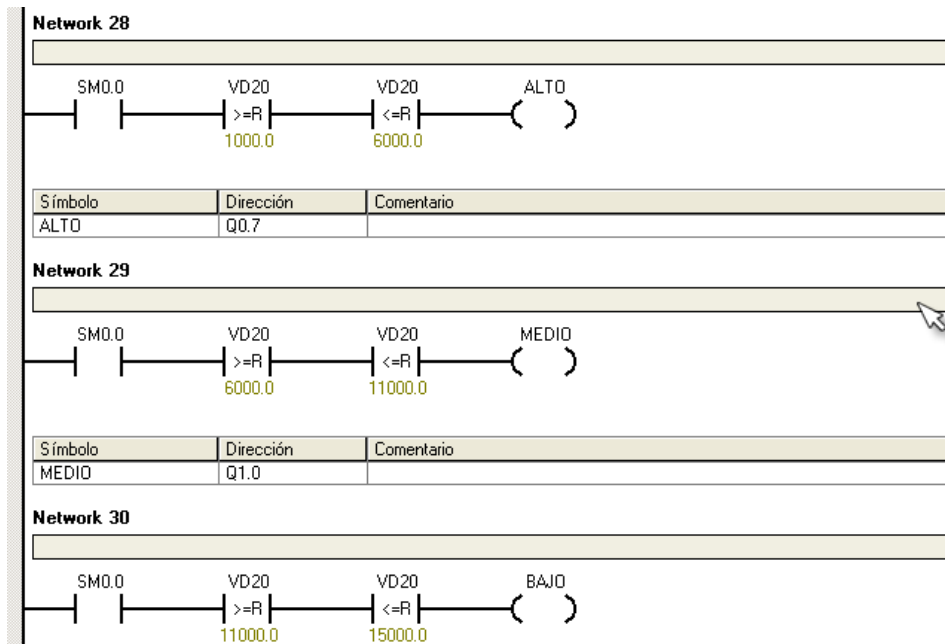 Network 28
SM0.0 VD20 VD20 ALTO
>=R <=R
1000.0 6000.0
Símbolo Dirección Comentario
ALTO Q0.7
Network 29
SM0.0 VD20 VD20 MEDIO
>=R <=R
6000.0 11000.0
Símbolo Dirección Comentario
MEDIO Q1.0
Network 30
SM0.0 VD20 VD20 BAJO
>=R <=R
11000.0 15000.0